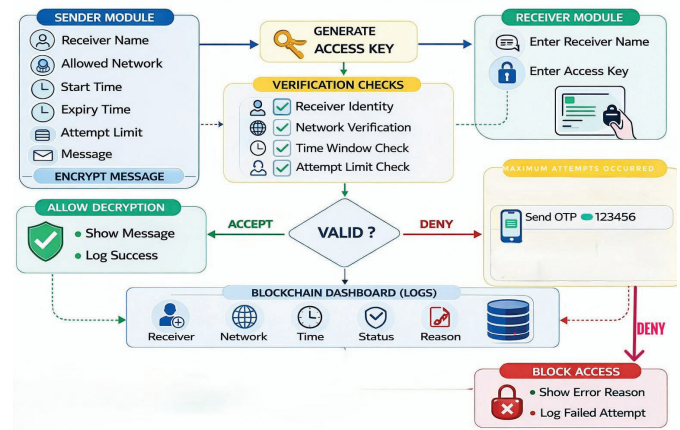 SENDER MODULE
Receiver Name
Allowed Network
Start Time
Expiry Time
Attempt Limit
Message
ENCRYPT MESSAGE
GENERATE
ACCESS KEY
RECEIVER MODULE
Enter Receiver Name
Enter Access Key
VERIFICATION CHECKS
Receiver Identity
Network Verification
Time Window Check
Attempt Limit Check
MAXIMUM ATTEMPTS OCCURRED
Send OTP 123456
ALLOW DECRYPTION
• Show Message
• Log Success
ACCEPT
VALID ?
DENY
BLOCKCHAIN DASHBOARD (LOGS)
Receiver
Network
Time
Status
Reason
DENY
BLOCK ACCESS
• Show Error Reason
• Log Failed Attempt